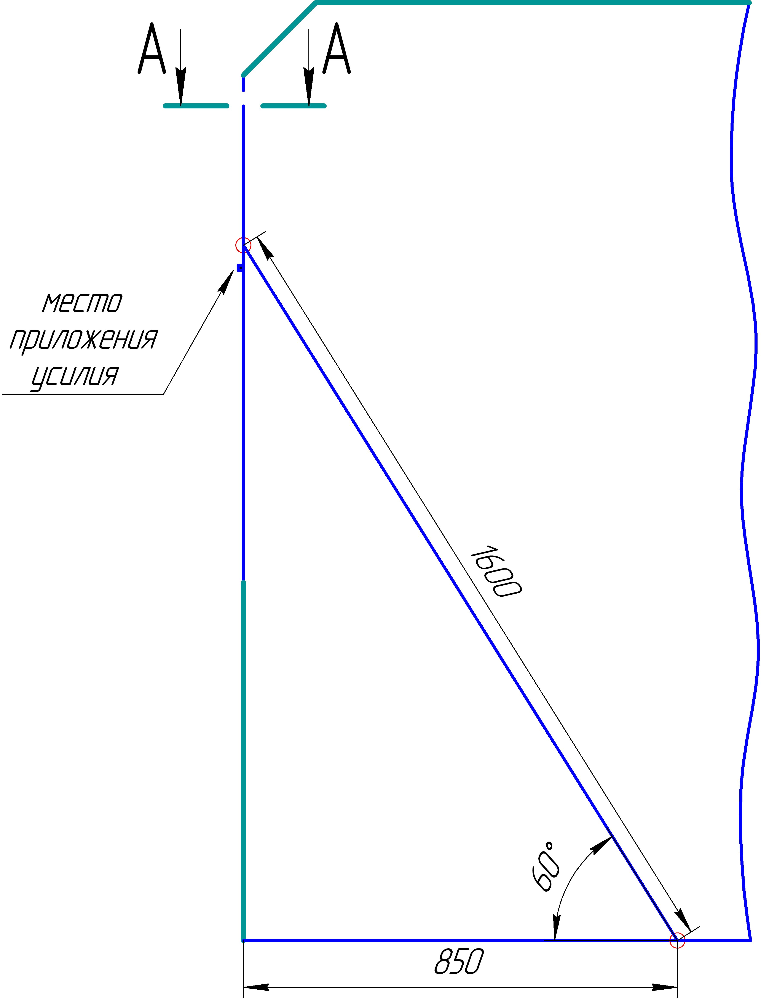 А А
место
приложения
усилия
1600
60°
850